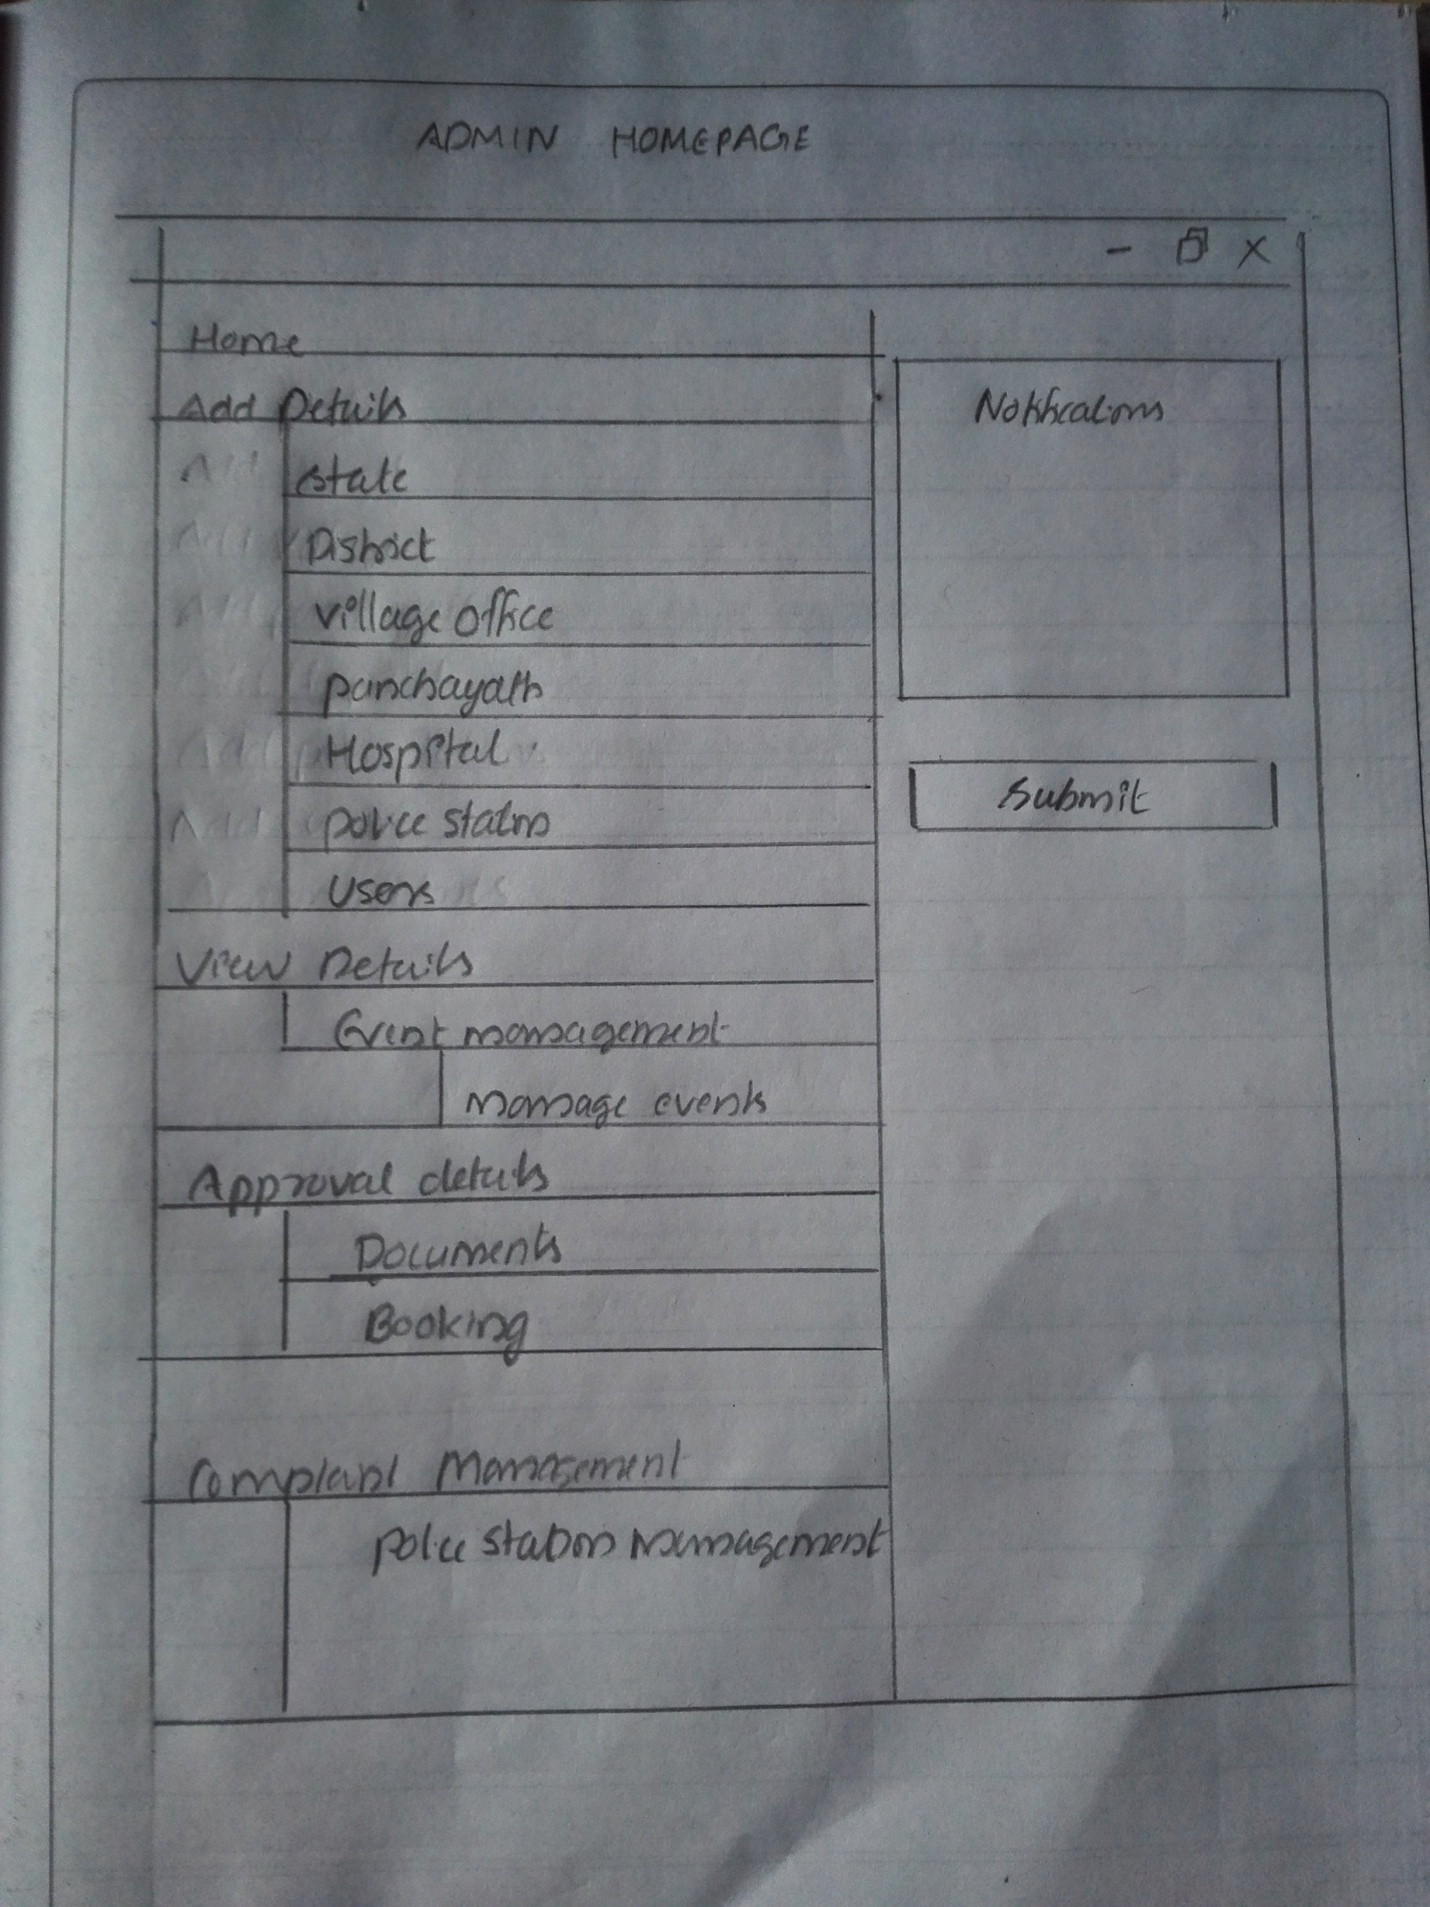 ADMIN HOMEPAGE
Home
Add Details
State
District
Village office
panchayath
Hospital
police station
Users
View Details
Event management
manage events
Approval details
Documents
Booking
Complaint Management
police station management
Notifications
Submit